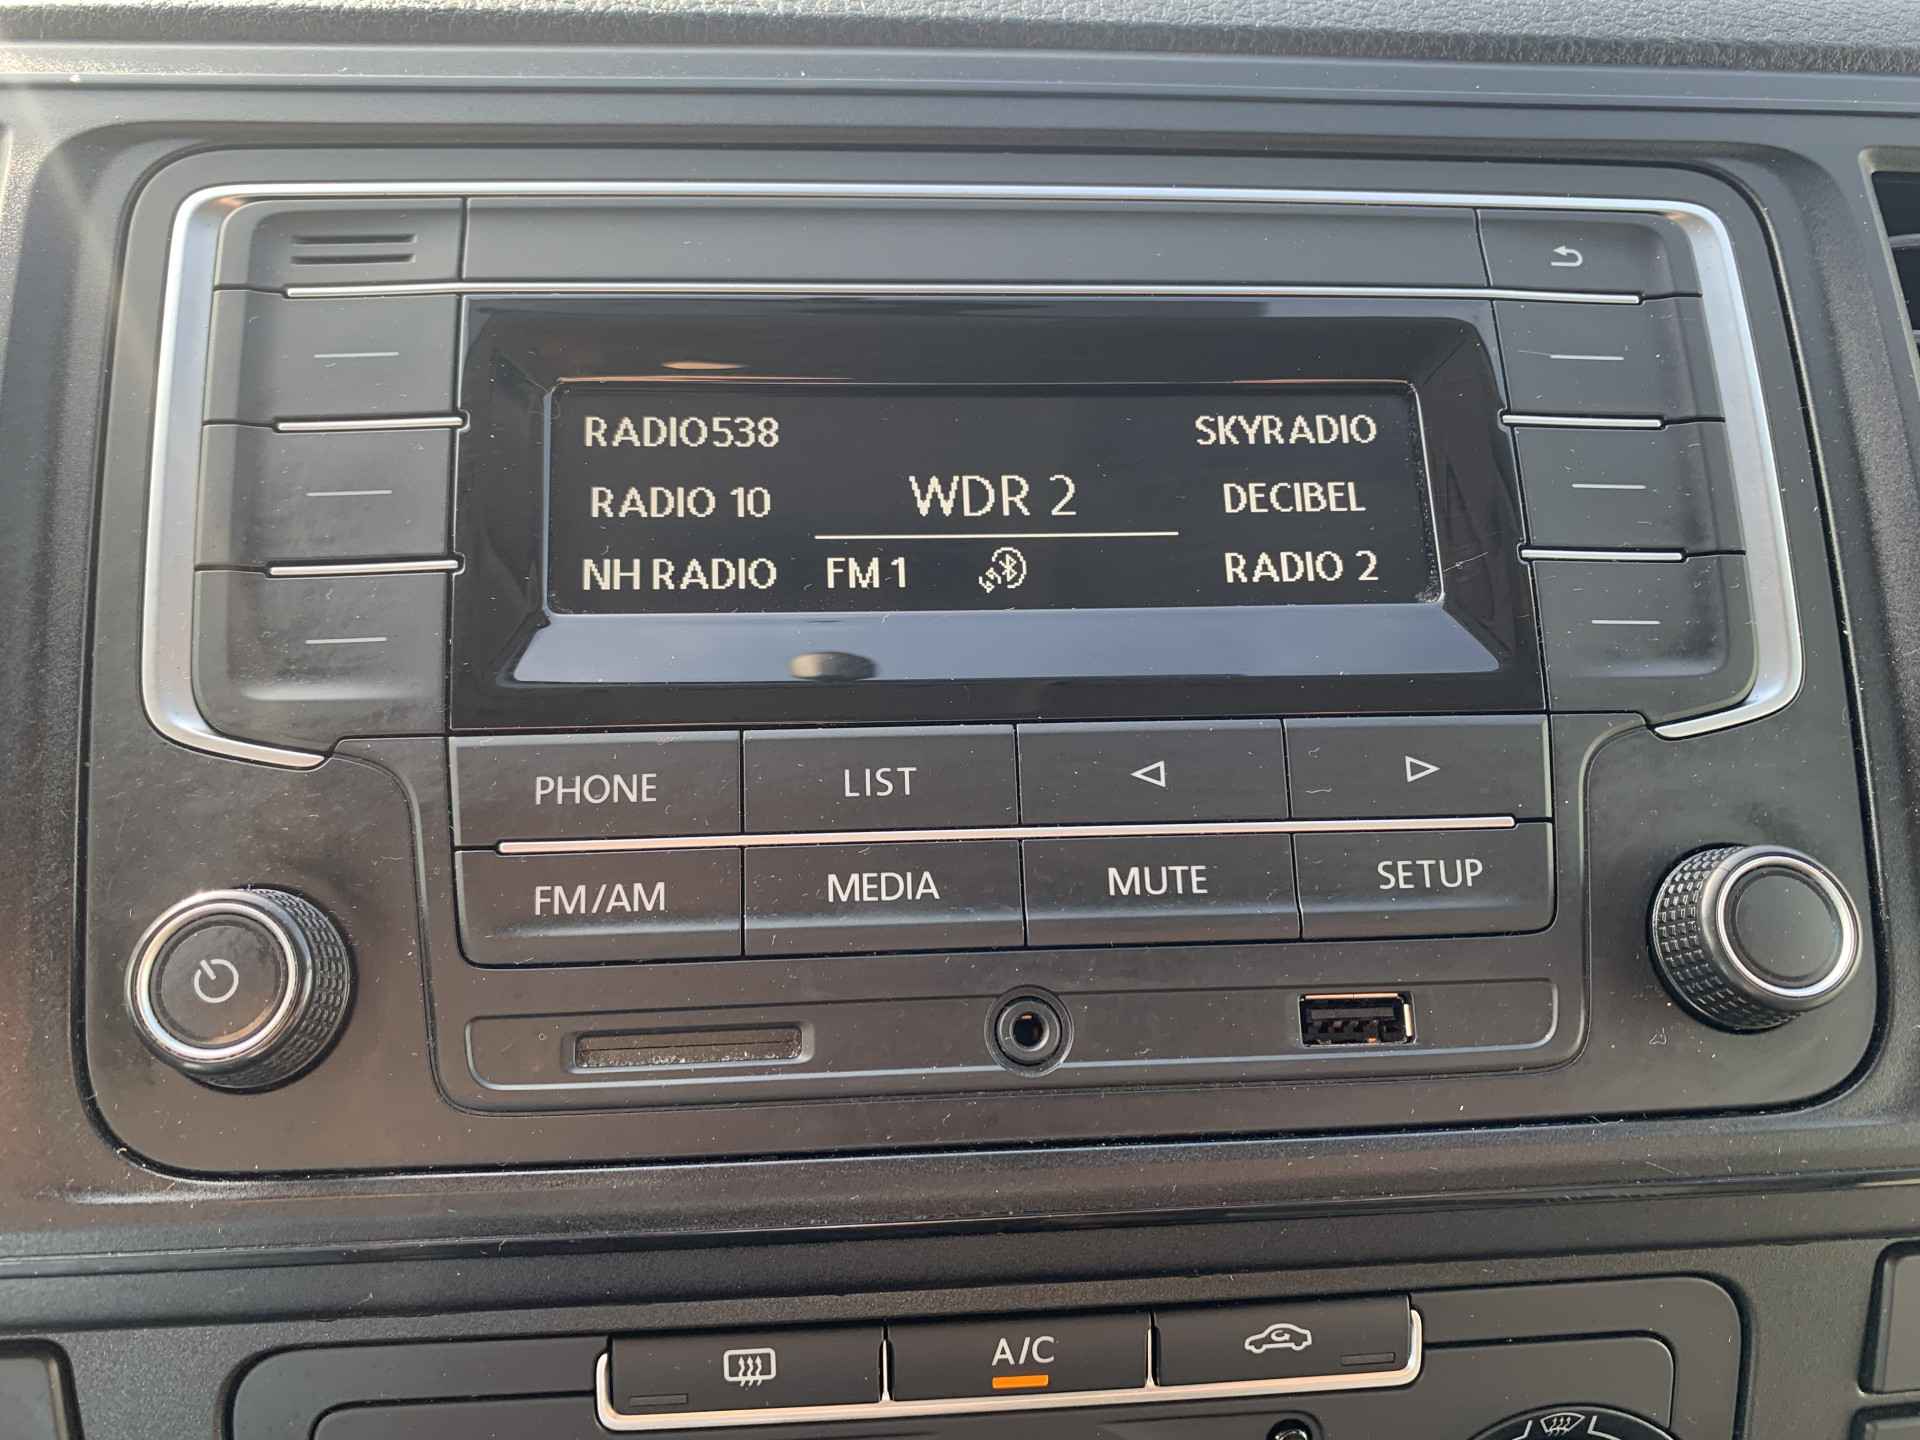 RADIO538
SKYRADIO
RADIO 10
WDR 2
DECIBEL
NH RADIO
FM 1
RADIO 2
PHONE
LIST
FM/AM
MEDIA
MUTE
SETUP
A/C